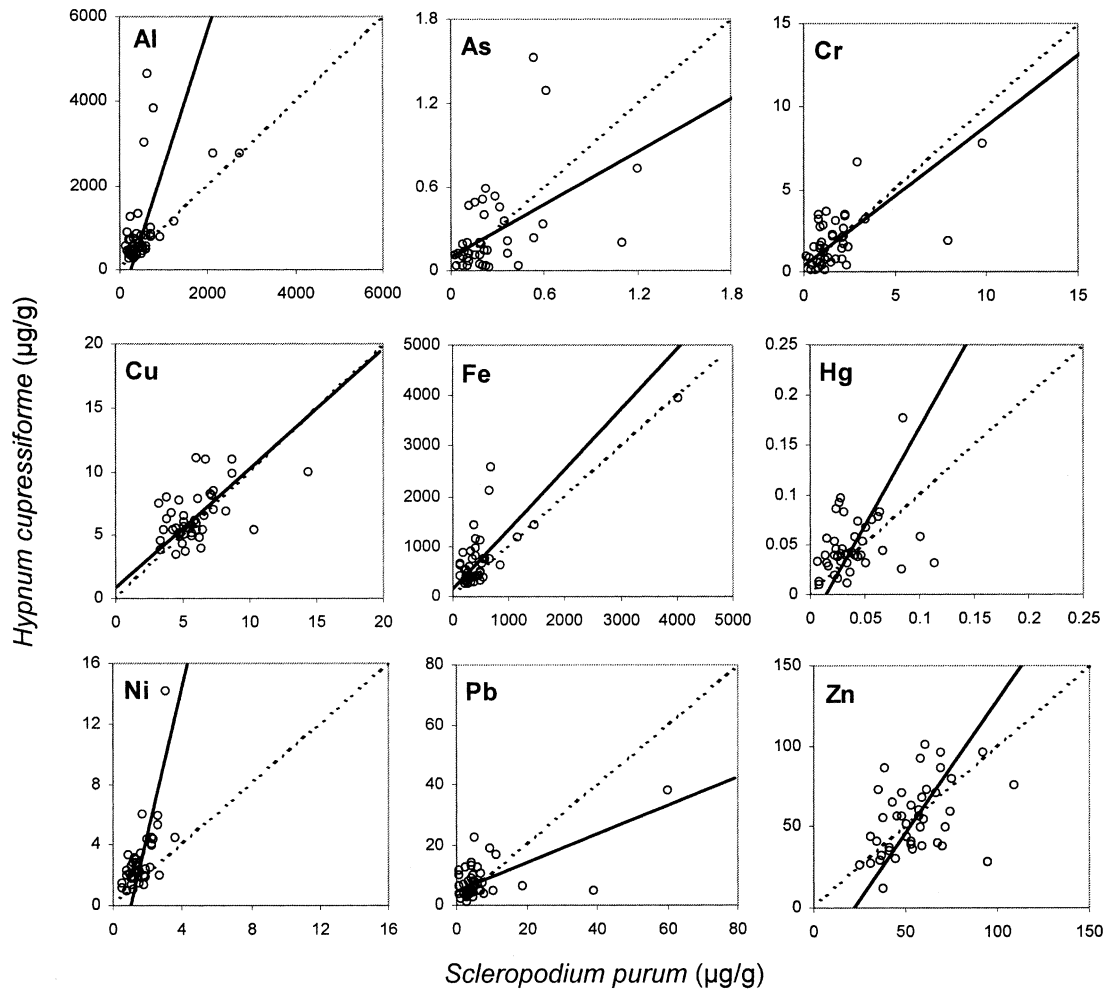 Hypnum cupressiforme (µg/g)
Al
6000
4000
2000
0
0 2000 4000 6000
As
1.8
1.2
0.6
0
0 0.6 1.2 1.8
Cr
15
10
5
0
0 5 10 15
Cu
20
15
10
5
0
0 5 10 15 20
Fe
5000
4000
3000
2000
1000
0
0 1000 2000 3000 4000 5000
Hg
0.25
0.20
0.15
0.1
0.05
0
0 0.05 0.1 0.15 0.20 0.25
Ni
16
12
8
4
0
0 4 8 12 16
Pb
80
60
40
20
0
0 20 40 60 80
Zn
150
100
50
0
0 50 100 150
Scleropodium purum (µg/g)